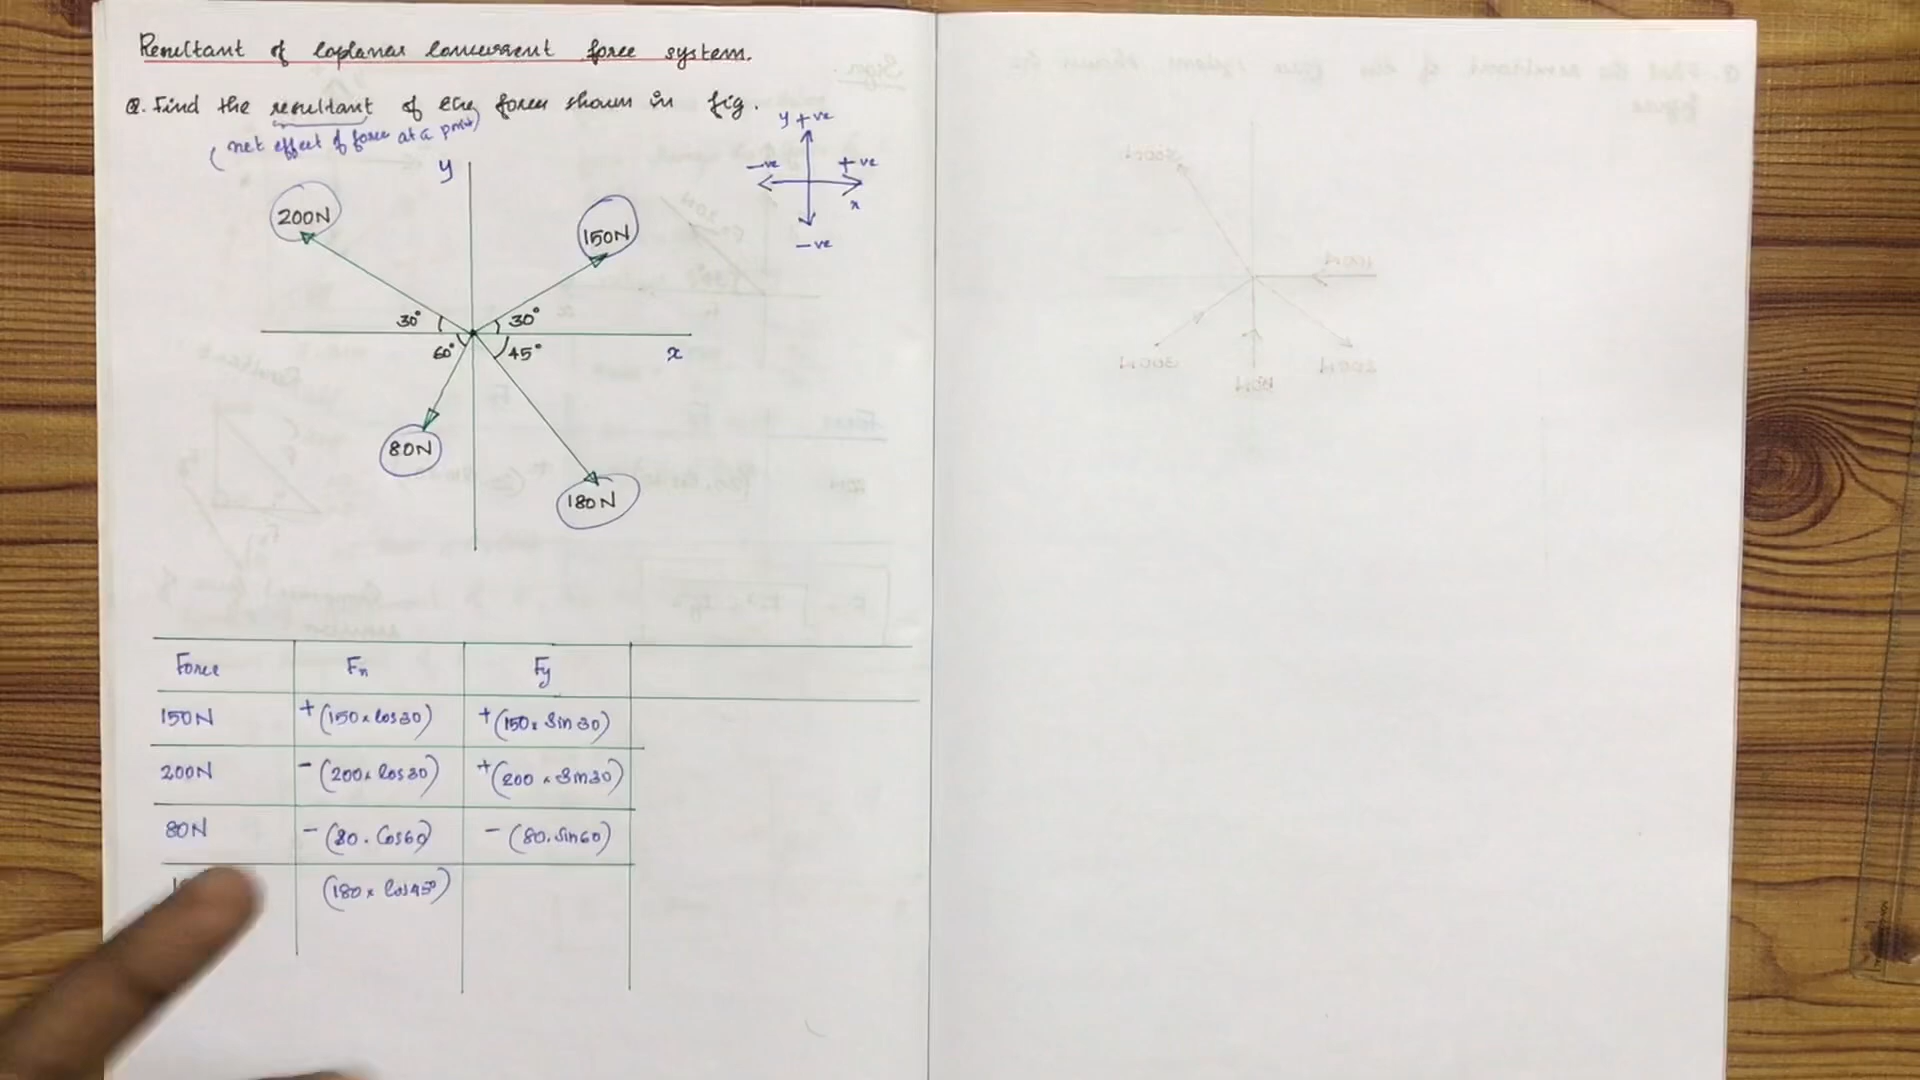 Resultant of Coplanar Concurrent force system.
Q. Find the resultant of the forces shown in fig.
(net effect of force at a point)
y +ve
-ve
+ve
x
-ve
y
200N
150N
30°
30°
60°
45°
x
80N
180N
Force Fx Fy
150N +(150×Cos30) +(150×Sin30)
200N -(200×Cos30) +(200×Sin30)
80N -(80.Cos60) -(80.Sin60)
(180×Cos45°)